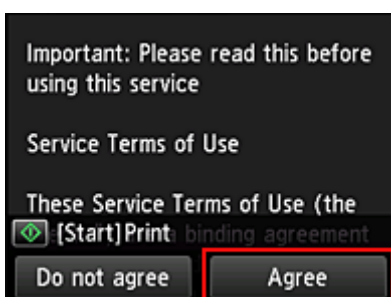 Important: Please read this before
using this service
Service Terms of Use
These Service Terms of Use (the
[Start]Print binding agreement
Do not agree
Agree